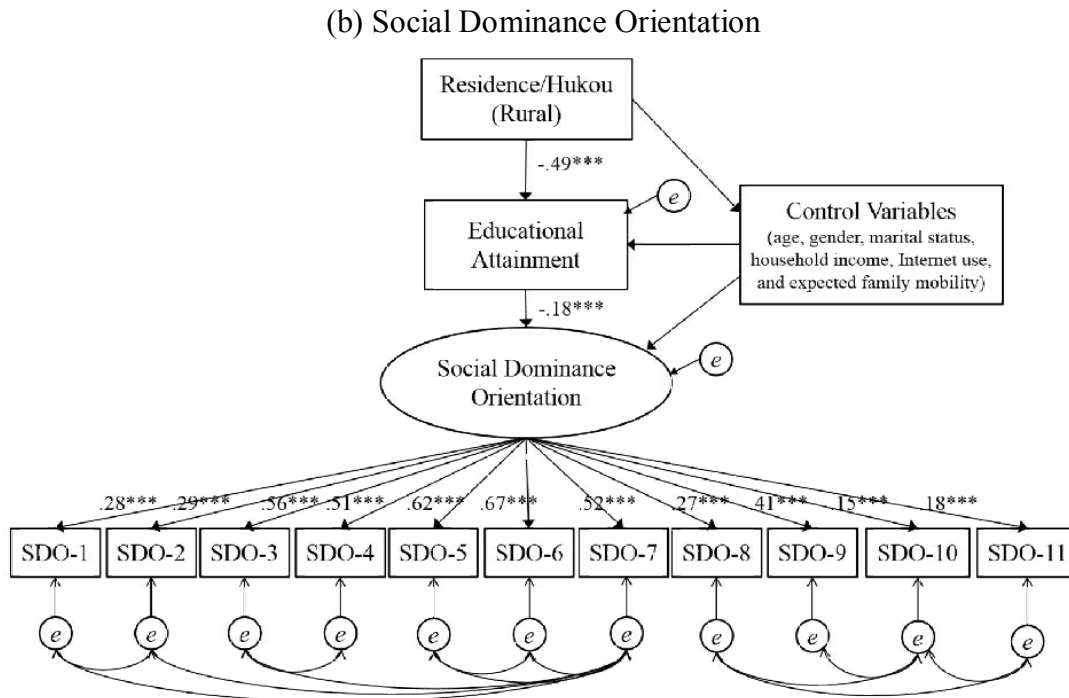 (b) Social Dominance Orientation
Residence/Hukou
(Rural)
-.49***
e
Educational
Attainment
Control Variables
(age, gender, marital status,
household income, Internet use,
and expected family mobility)
-.18***
Social Dominance
Orientation
e
.28*** .29*** .56*** .51*** .62*** .67*** .52*** .27*** .41*** .15*** .18***
SDO-1 SDO-2 SDO-3 SDO-4 SDO-5 SDO-6 SDO-7 SDO-8 SDO-9 SDO-10 SDO-11
e e e e e e e e e e e